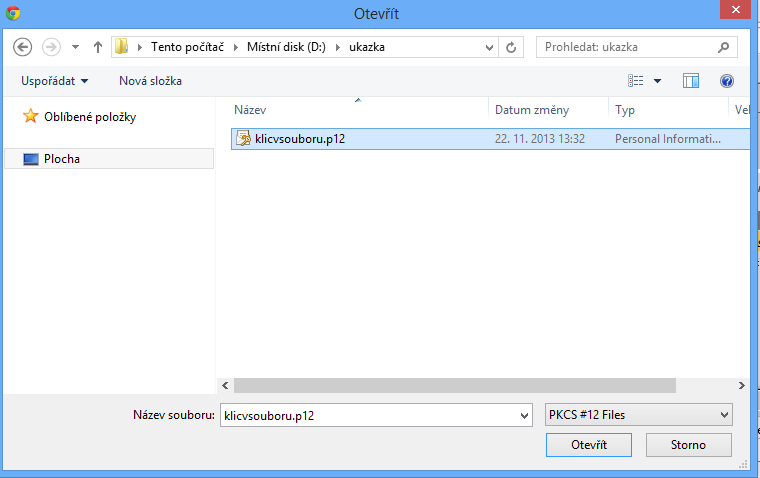 Otevřít
Tento počítač Místní disk (D:) ukazka Prohledat: ukazka
Uspořádat Nová složka
Oblíbené položky
Plocha
Název Datum změny Typ Vel
klicvsouboru.p12 22. 11. 2013 13:32 Personal Informati...
Název souboru: klicvsouboru.p12 PKCS #12 Files
Otevřít Storno